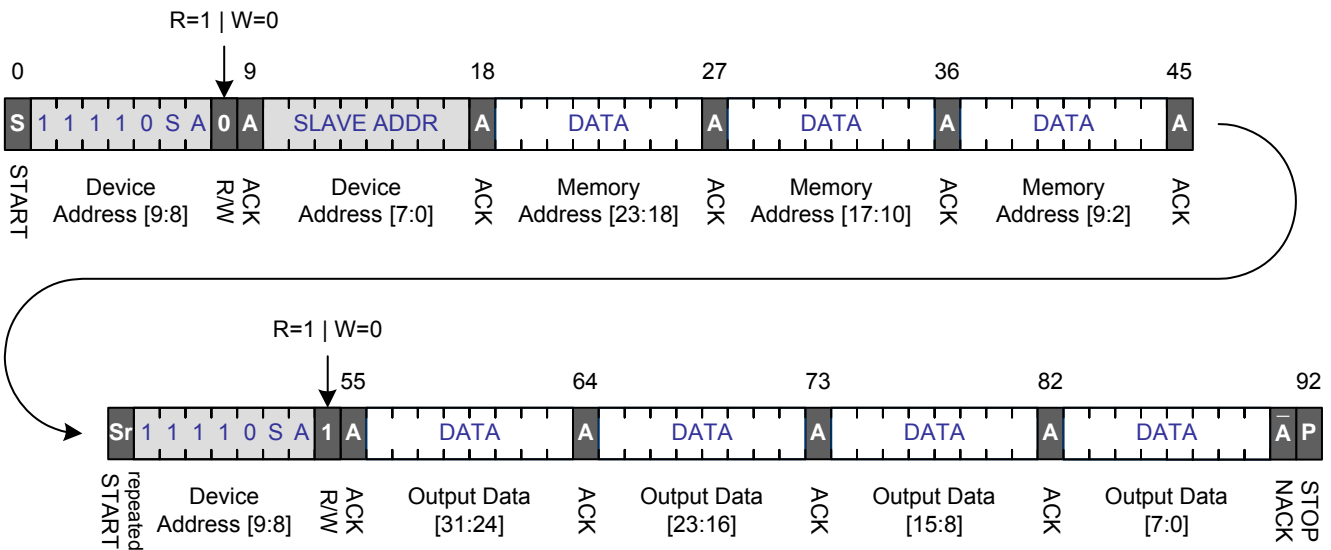 R=1 | W=0
0 9 18 27 36 45
S 1 1 1 1 0 S A 0 A SLAVE ADDR A DATA A DATA A DATA A
START Device Address [9:8] R/W ACK Device Address [7:0] ACK Memory Address [23:18] ACK Memory Address [17:10] ACK Memory Address [9:2] ACK
R=1 | W=0
55 64 73 82 92
Sr 1 1 1 1 0 S A 1 A DATA A DATA A DATA A DATA A̅ P
repeated START Device Address [9:8] R/W ACK Output Data [31:24] ACK Output Data [23:16] ACK Output Data [15:8] ACK Output Data [7:0] NACK STOP